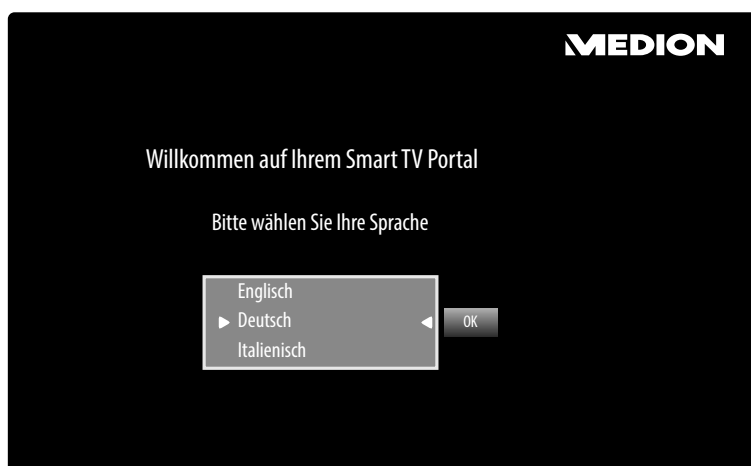 MEDION
Willkommen auf Ihrem Smart TV Portal
Bitte wählen Sie Ihre Sprache
Englisch
Deutsch
OK
Italienisch